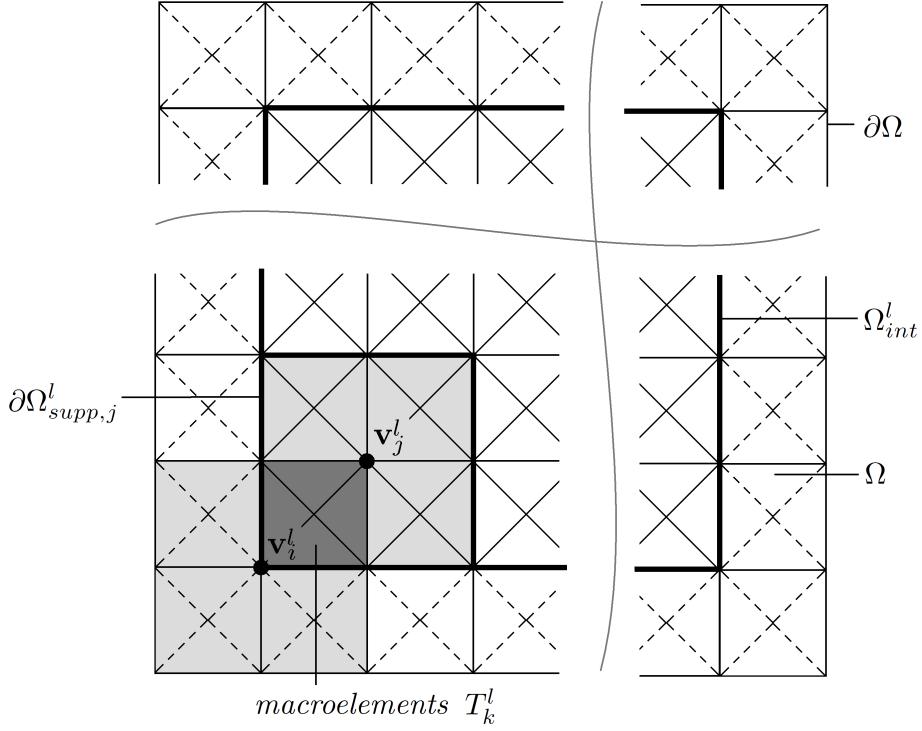 ∂Ω
Ω^l_{int}
∂Ω^l_{supp,j}
v^l_j
Ω
v^l_i
macroelements T^l_k